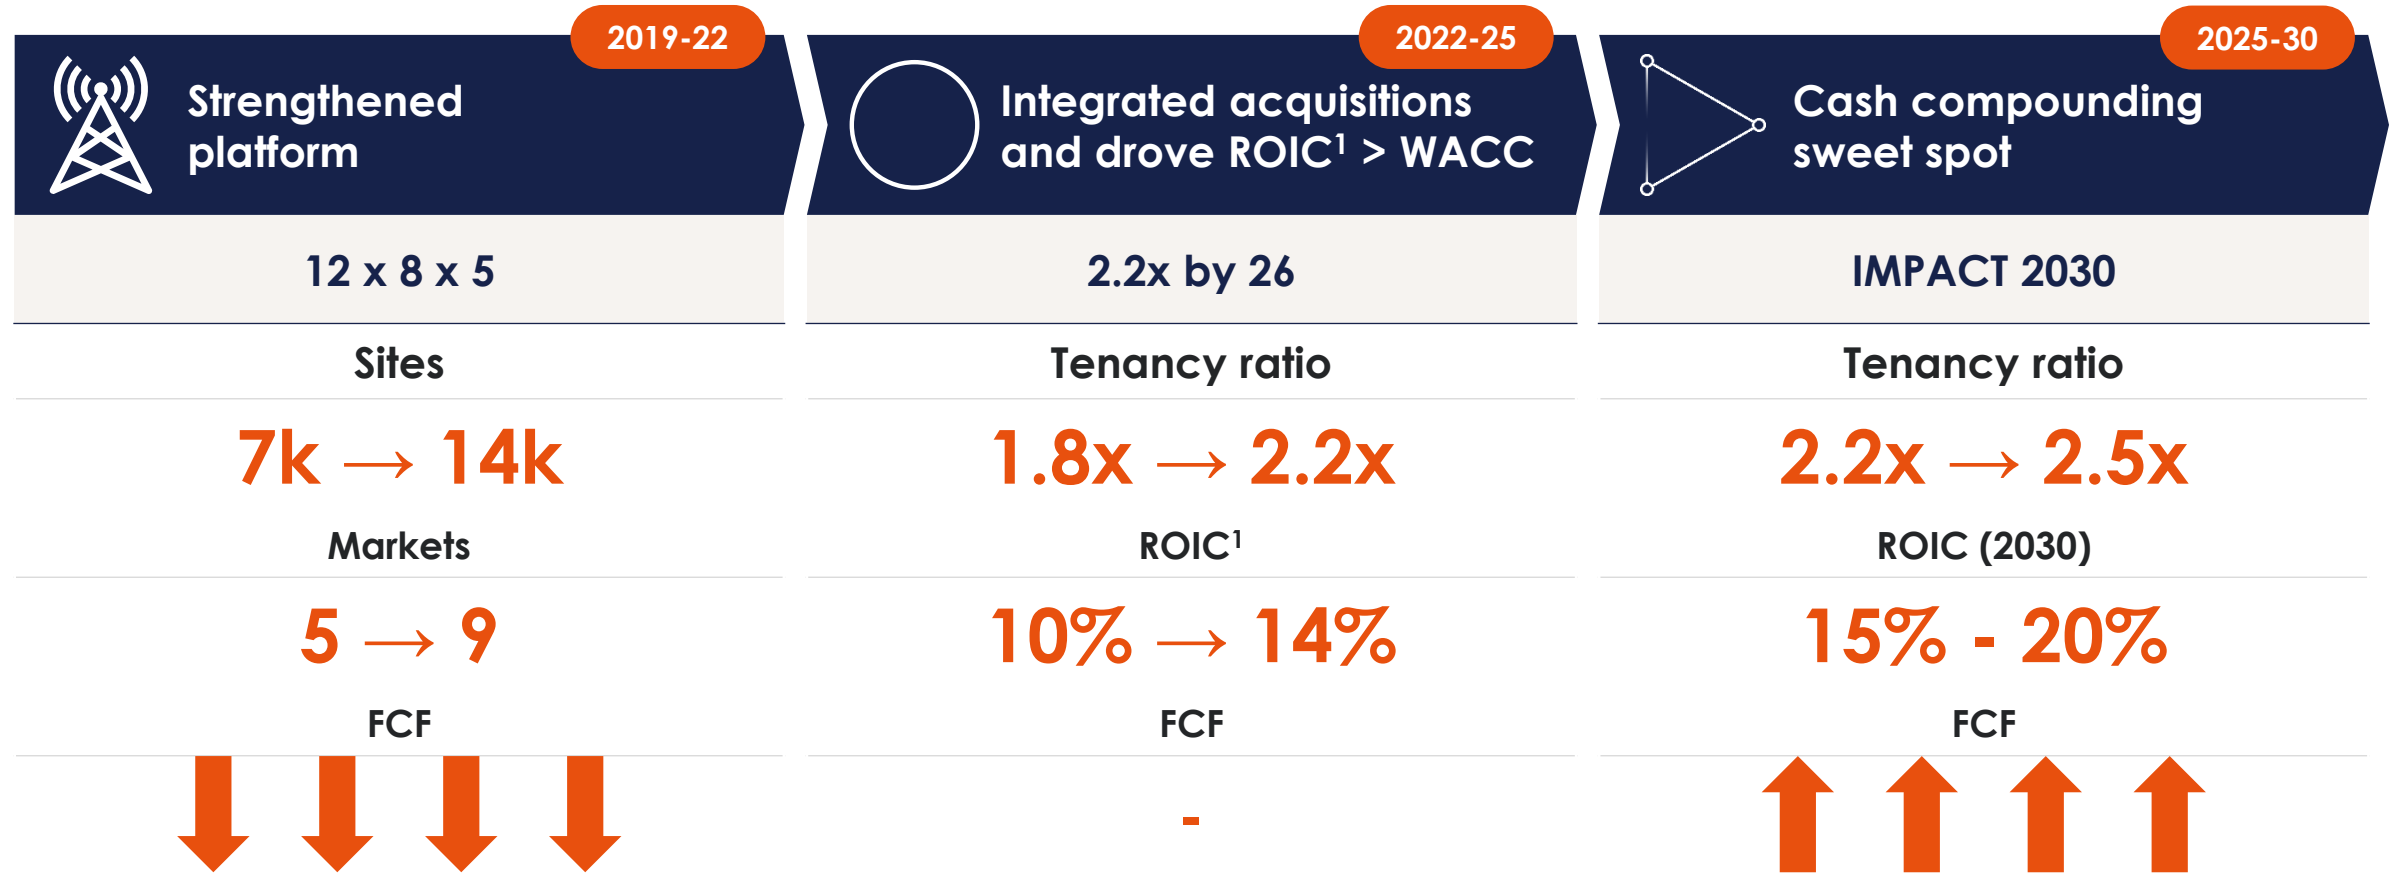 2019-22
Strengthened
platform
12 x 8 x 5
Sites
7k → 14k
Markets
5 → 9
FCF
2022-25
Integrated acquisitions
and drove ROIC¹ > WACC
2.2x by 26
Tenancy ratio
1.8x → 2.2x
ROIC¹
10% → 14%
FCF
-
2025-30
Cash compounding
sweet spot
IMPACT 2030
Tenancy ratio
2.2x → 2.5x
ROIC (2030)
15% - 20%
FCF